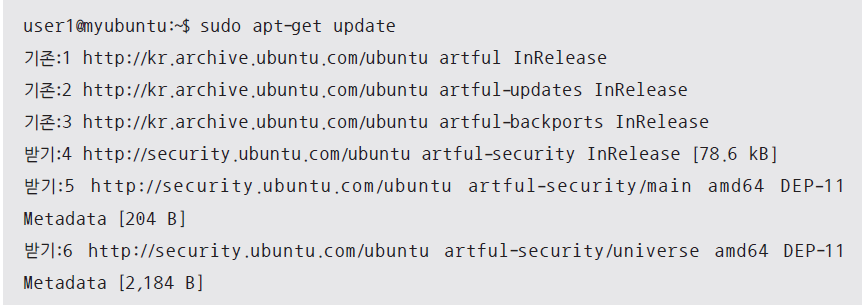 user1@myubuntu:~$ sudo apt-get update
기존:1 http://kr.archive.ubuntu.com/ubuntu artful InRelease
기존:2 http://kr.archive.ubuntu.com/ubuntu artful-updates InRelease
기존:3 http://kr.archive.ubuntu.com/ubuntu artful-backports InRelease
받기:4 http://security.ubuntu.com/ubuntu artful-security InRelease [78.6 kB]
받기:5 http://security.ubuntu.com/ubuntu artful-security/main amd64 DEP-11
Metadata [204 B]
받기:6 http://security.ubuntu.com/ubuntu artful-security/universe amd64 DEP-11
Metadata [2,184 B]